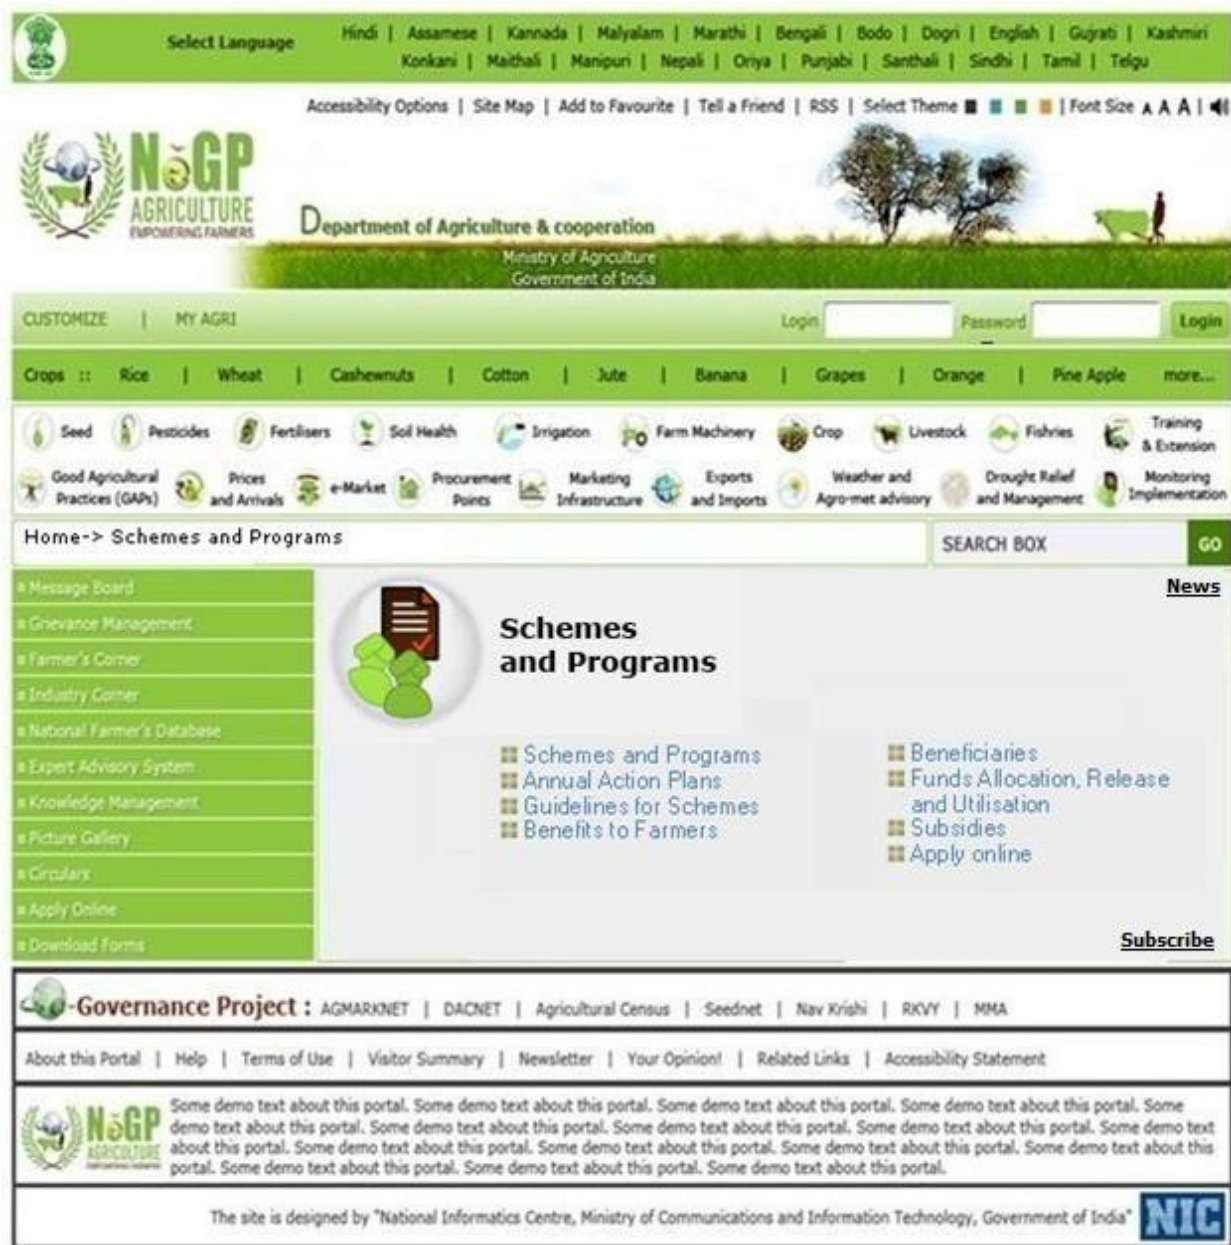 Select Language
Hindi | Assamese | Kannada | Malyalam | Marathi | Bengali | Bodo | Dogri | English | Gujrati | Kashmiri
Konkani | Maithali | Manipuri | Nepali | Oriya | Punjabi | Santhali | Sindhi | Tamil | Telgu
Accessibility Options | Site Map | Add to Favourite | Tell a Friend | RSS | Select Theme | Font Size A A A |
NeGP
AGRICULTURE
EMPOWERING FARMERS
Department of Agriculture & cooperation
Ministry of Agriculture
Government of India
CUSTOMIZE | MY AGRI Login Password Login
Crops :: Rice | Wheat | Cashewnuts | Cotton | Jute | Banana | Grapes | Orange | Pine Apple more...
Seed Pesticides Fertilisers Soil Health Irrigation Farm Machinery Crop Livestock Fishries Training
& Extension
Good Agricultural Prices e-Market Procurement Marketing Exports Weather and Drought Relief Monitoring
Practices (GAPs) and Arrivals Points Infrastructure and Imports Agro-met advisory and Management Implementation
Home-> Schemes and Programs
SEARCH BOX GO
Message Board
Grievance Management
Farmer's Corner
Industry Corner
National Farmer's Database
Expert Advisory System
Knowledge Management
Picture Gallery
Circulars
Apply Online
Download Forms
News
Schemes
and Programs
Schemes and Programs
Annual Action Plans
Guidelines for Schemes
Benefits to Farmers
Beneficiaries
Funds Allocation, Release
and Utilisation
Subsidies
Apply online
Subscribe
-Governance Project : AGMARKNET | DACNET | Agricultural Census | Seednet | Nav Krishi | RKVY | MMA
About this Portal | Help | Terms of Use | Visitor Summary | Newsletter | Your Opinion! | Related Links | Accessibility Statement
NeGP
AGRICULTURE
EMPOWERING FARMERS
Some demo text about this portal. Some demo text about this portal. Some demo text about this portal. Some demo text about this portal. Some
demo text about this portal. Some demo text about this portal. Some demo text about this portal. Some demo text about this portal. Some demo text
about this portal. Some demo text about this portal. Some demo text about this portal. Some demo text about this portal. Some demo text about this
portal. Some demo text about this portal. Some demo text about this portal. Some demo text about this portal.
The site is designed by "National Informatics Centre, Ministry of Communications and Information Technology, Government of India"
NIC